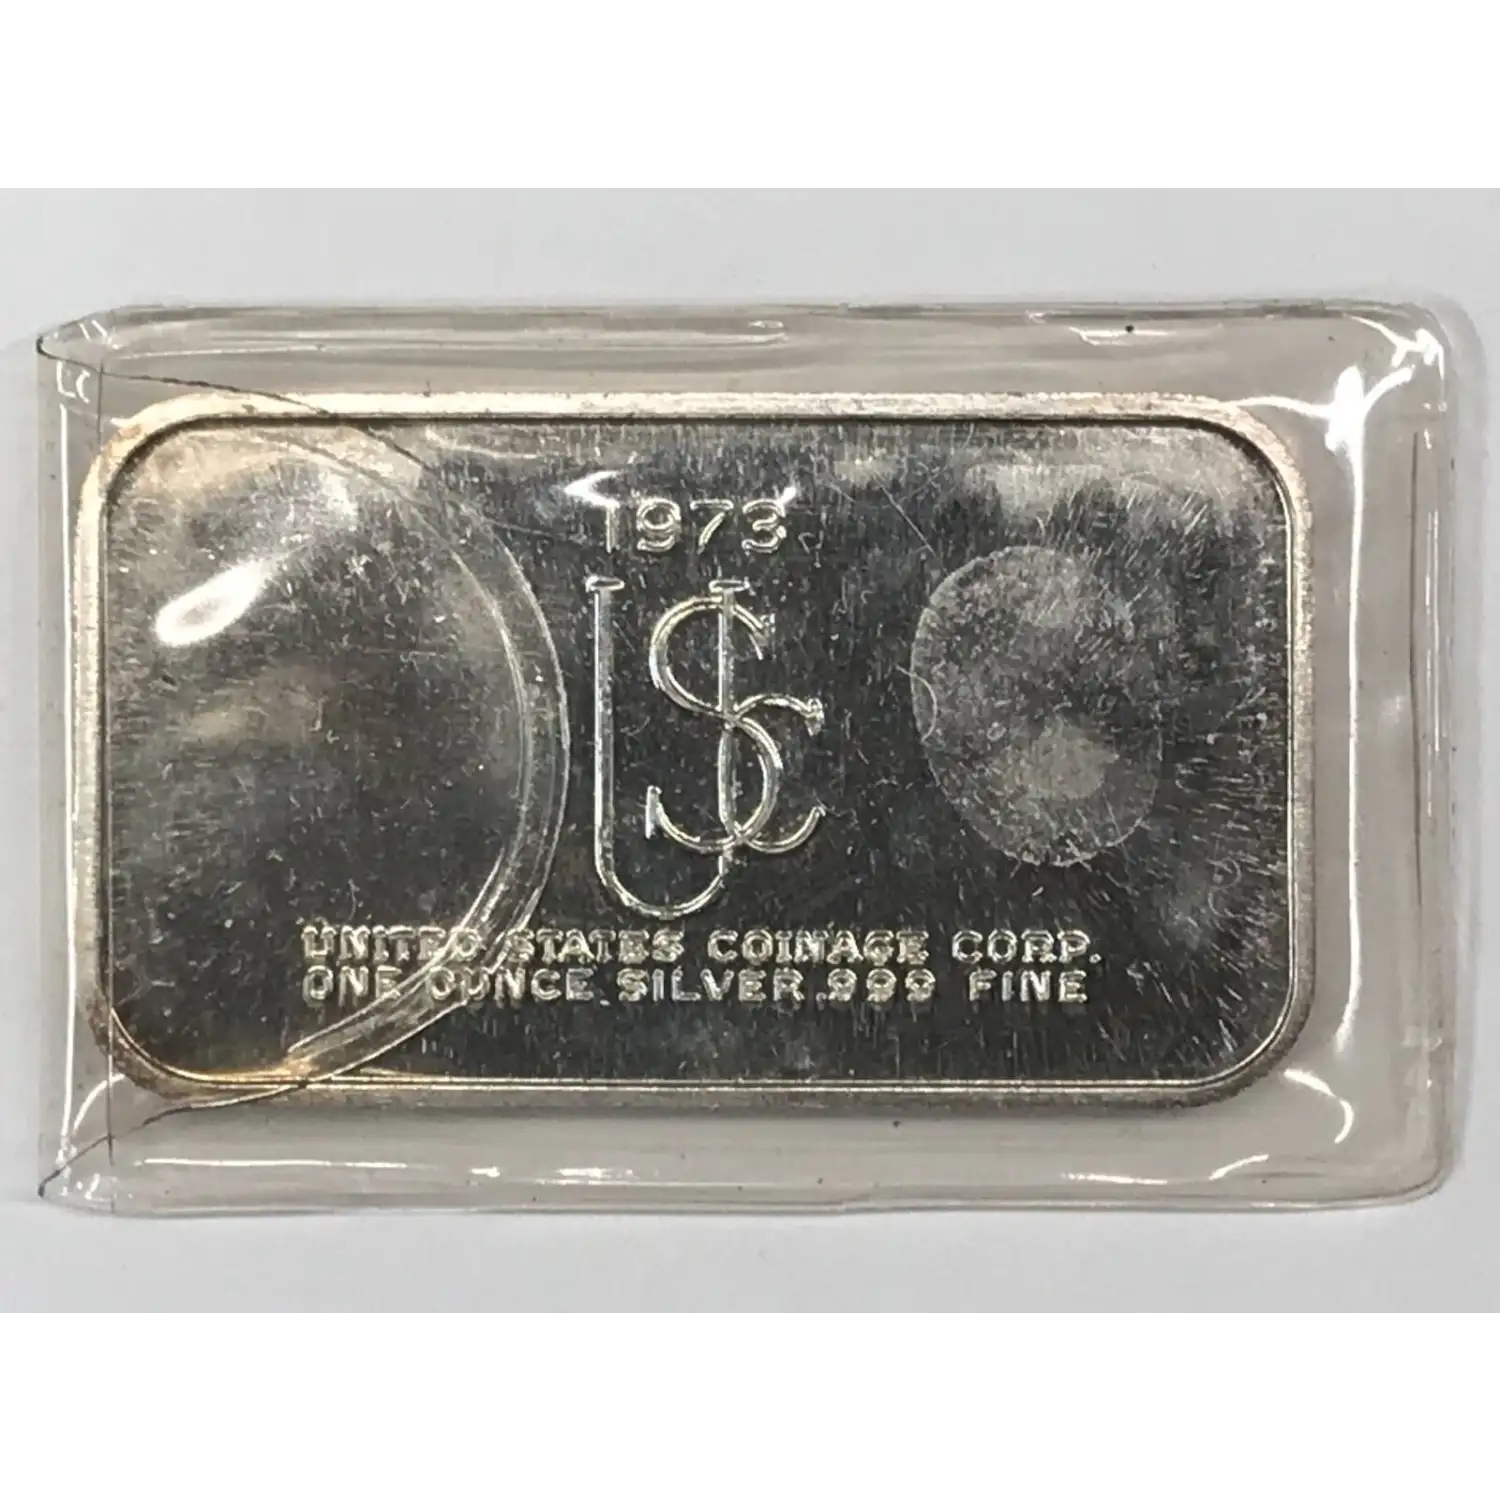 1973
USC
UNITED STATES COINAGE CORP.
ONE OUNCE SILVER .999 FINE